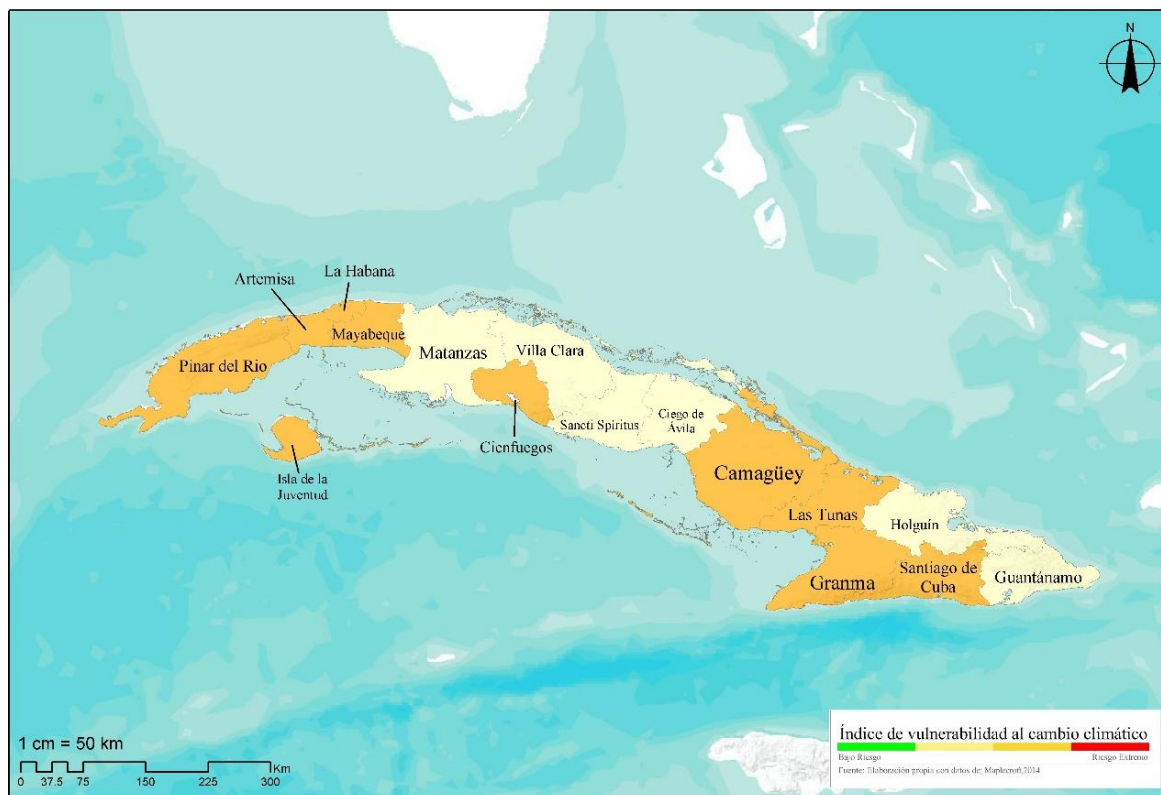 N
La Habana
Artemisa
Mayabeque
Pinar del Río
Matanzas
Villa Clara
Sancti Spiritus
Ciego de
Ávila
Cienfuegos
Isla de la
Juventud
Camagüey
Las Tunas
Holguín
Granma
Santiago de
Cuba
Guantánamo
1 cm = 50 km
0 37.5 75 150 225 300
Km
Índice de vulnerabilidad al cambio climático
Bajo Riesgo Riesgo Extremo
Fuente: Elaboración propia con datos de; Maplecroft,2014